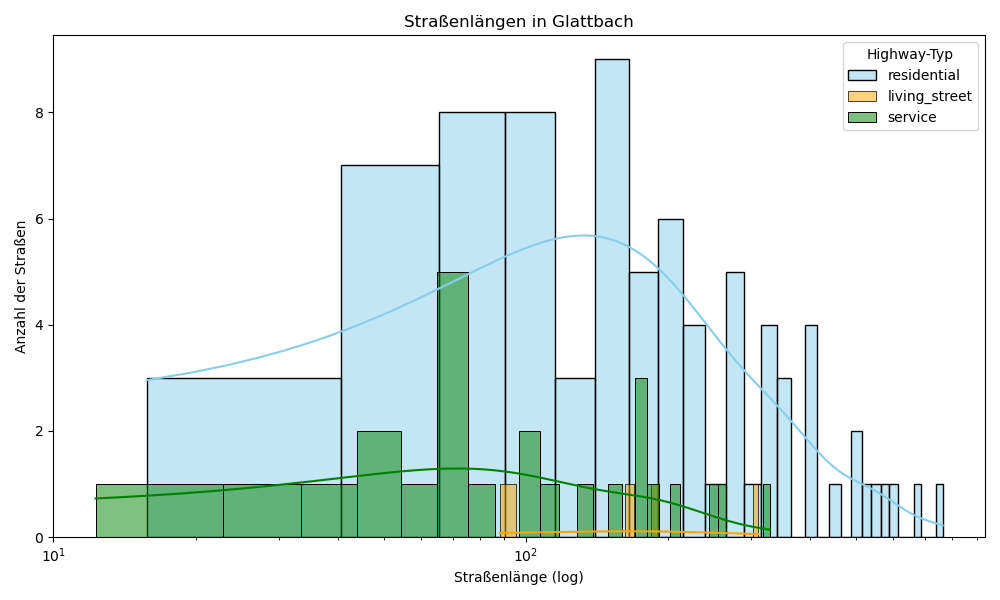 Straßenlängen in Glattbach
Highway-Typ
residential
living_street
service
Anzahl der Straßen
8
6
4
2
0
10¹
10²
Straßenlänge (log)